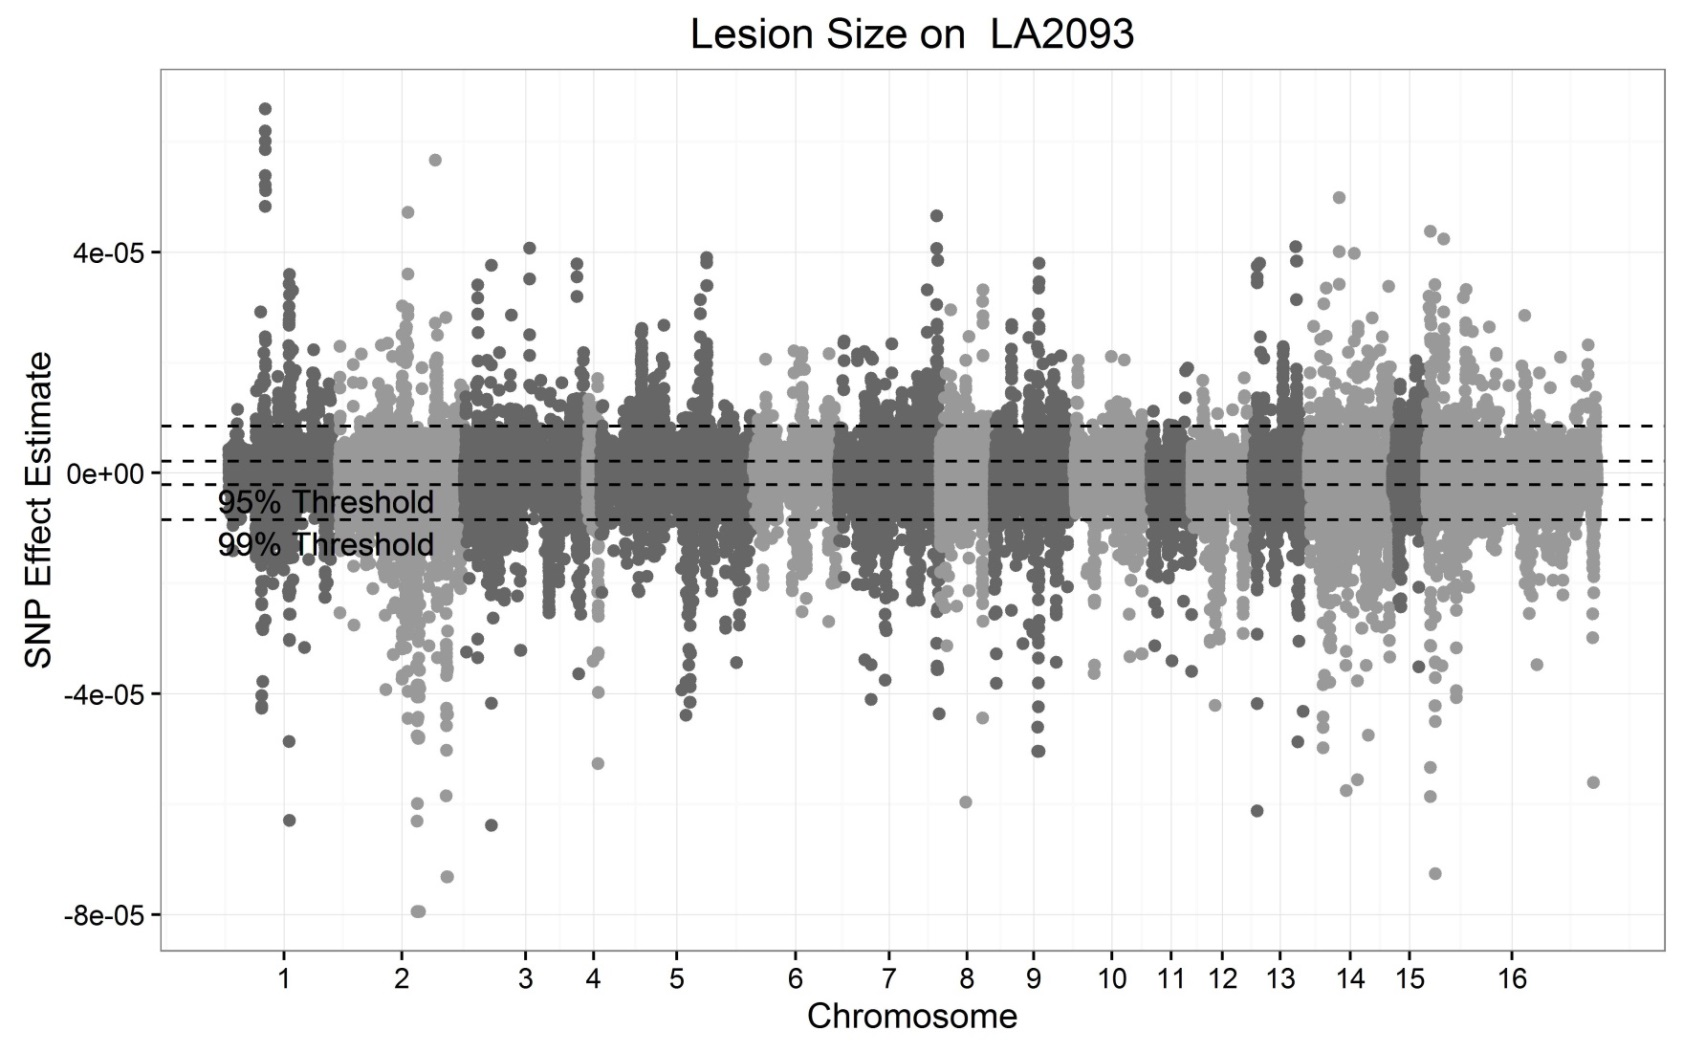 Lesion Size on  LA2093
SNP Effect Estimate
4e-05
0e+00
-4e-05
-8e-05
95% Threshold
99% Threshold
1 2 3 4 5 6 7 8 9 10 11 12 13 14 15 16
Chromosome